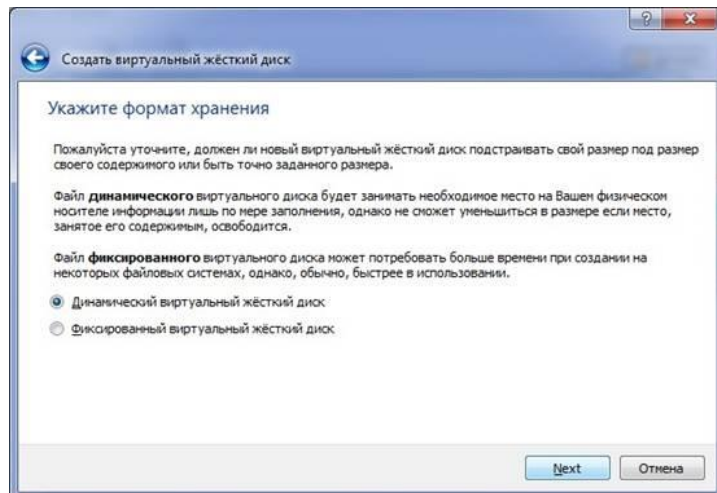 Создать виртуальный жёсткий диск
Укажите формат хранения
Пожалуйста уточните, должен ли новый виртуальный жёсткий диск подстраивать свой размер под размер
своего содержимого или быть точно заданного размера.
Файл динамического виртуального диска будет занимать необходимое место на Вашем физическом
носителе информации лишь по мере заполнения, однако не сможет уменьшиться в размере если место,
занятое его содержимым, освободится.
Файл фиксированного виртуального диска может потребовать больше времени при создании на
некоторых файловых системах, однако, обычно, быстрее в использовании.
Динамический виртуальный жёсткий диск
Фиксированный виртуальный жёсткий диск
Next Отмена